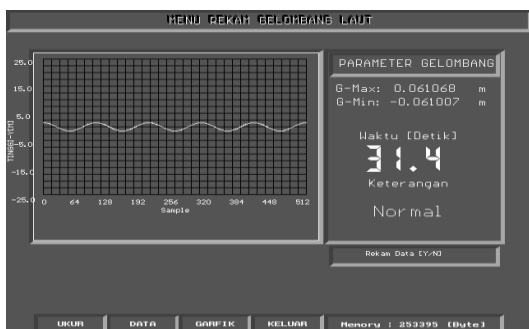 MENU REKAM GELOMBANG LAUT
PARAMETER GELOMBANG
G-Max: 0.061068 m
G-Min: -0.061007 m
Waktu [Detik]
31.4
Keterangan
Normal
Rekam Data [Y/N]
25.0
15.0
5.0
-5.0
-15.0
-25.0
TINGGI-Y[M]
0 64 128 192 256 320 384 448 512
Sample
UKUR DATA GARFIK KELUAR Memory : 253395 [Byte]